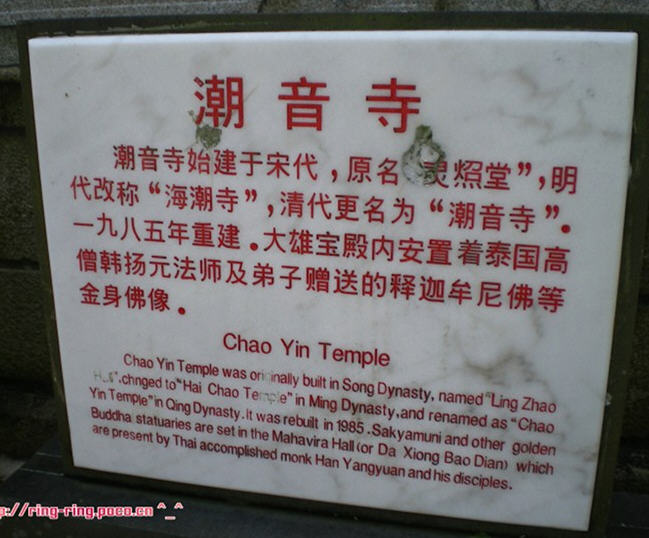 潮音寺
潮音寺始建于宋代，原名 灵炤堂”，明
代改称“海潮寺”，清代更名为“潮音寺”。
一九八五年重建。大雄宝殿内安置着泰国高
僧韩扬元法师及弟子赠送的释迦牟尼佛等
金身佛像。
Chao Yin Temple
Chao Yin Temple was originally built in Song Dynasty, named “Ling Zhao
”.chnged to“Hai Chao Temple” in Ming Dynasty,and renamed as “Chao
Yin Temple”in Qing Dynasty.it was rebuilt in 1985.Sakyamuni and other golden
Buddha statuaries are set in the Mahavira Hall(or Da Xiong Bao Dian) which
are present by Thai accomplished monk Han Yangyuan and his disciples.
p://ring-ring.poco.cn ^_^